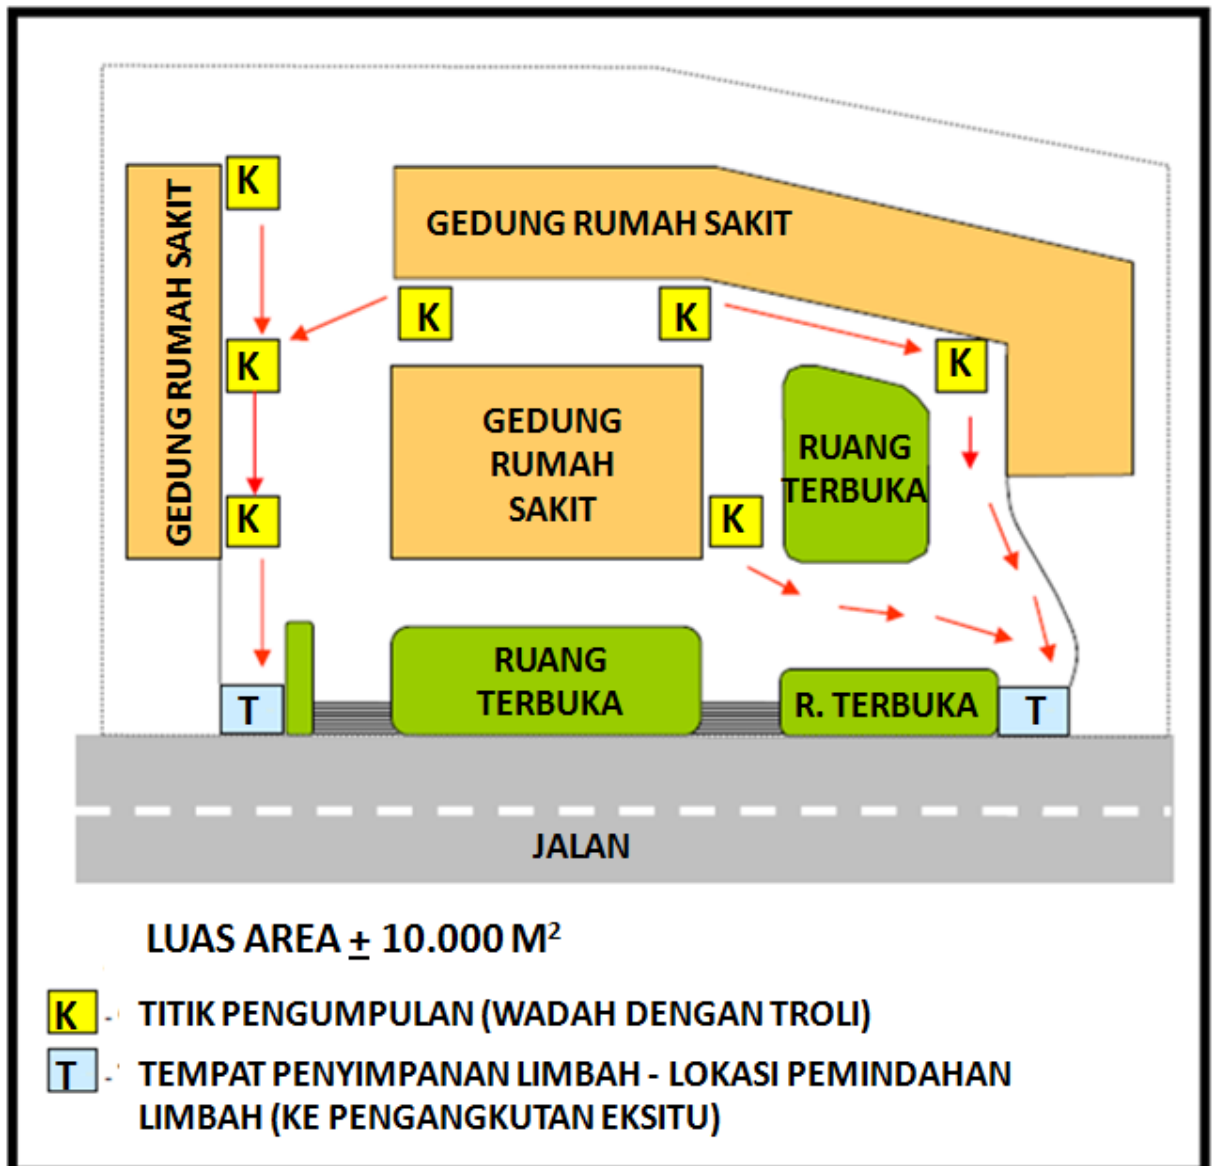 K
GEDUNG RUMAH SAKIT
GEDUNG RUMAH SAKIT
K
K
K
K
GEDUNG
RUMAH
SAKIT
RUANG
TERBUKA
K
K
RUANG
TERBUKA
R. TERBUKA
T
T
JALAN
LUAS AREA ± 10.000 M²
K - TITIK PENGUMPULAN (WADAH DENGAN TROLI)
T - TEMPAT PENYIMPANAN LIMBAH - LOKASI PEMINDAHAN
LIMBAH (KE PENGANGKUTAN EKSITU)